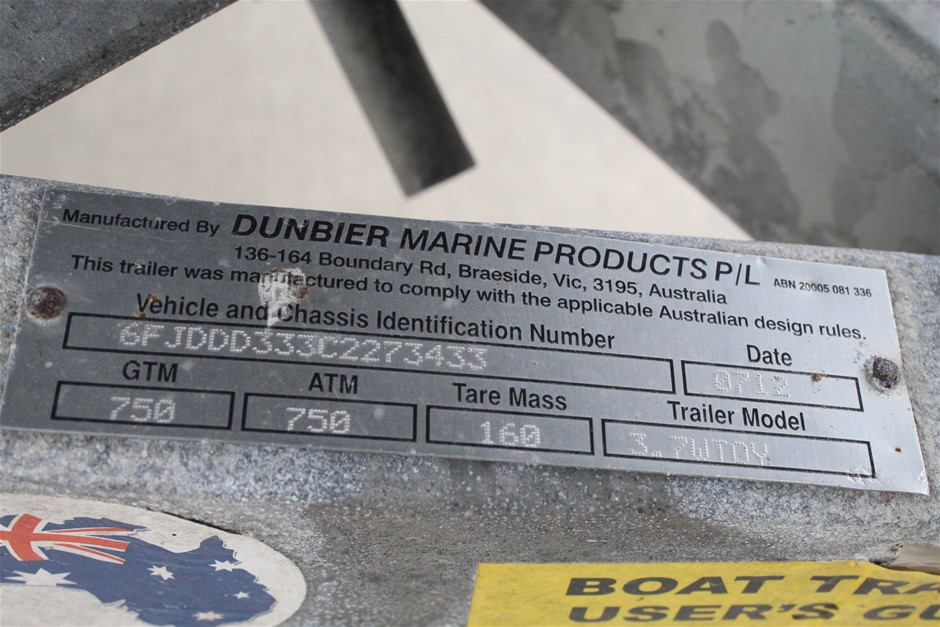 Manufactured By DUNBIER MARINE PRODUCTS P/L
136-164 Boundary Rd, Braeside, Vic, 3195, Australia ABN 20005 081 336
This trailer was manufactured to comply with the applicable Australian design rules.
Vehicle and Chassis Identification Number Date
6FJDDD333C2273433 0712
GTM ATM Tare Mass Trailer Model
750 750 160 3.7WTOY
BOAT TRA
USER'S GU